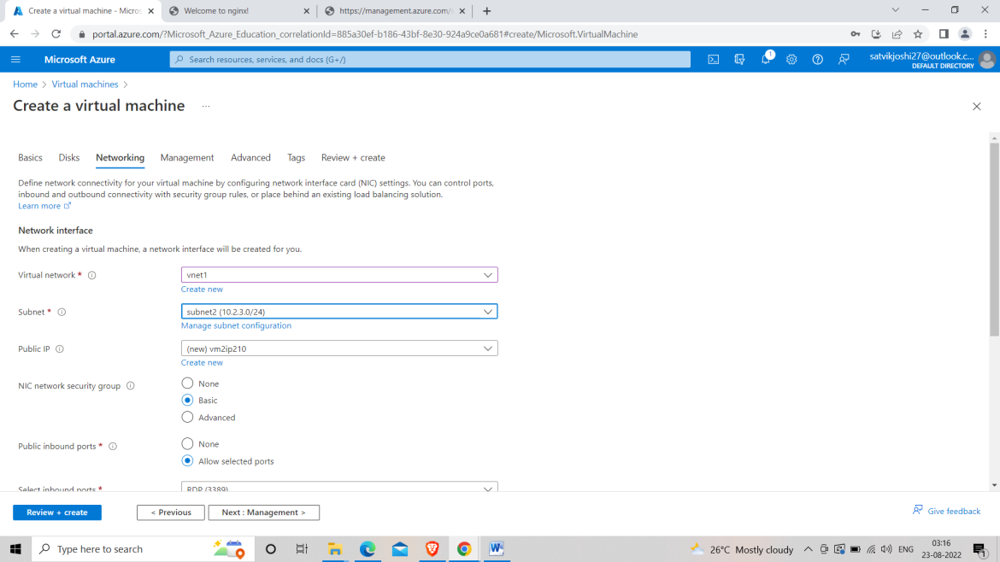 Create a virtual machine - Micros
Welcome to nginx!
https://management.azure.com/s
portal.azure.com/?Microsoft_Azure_Education_correlationId=885a30ef-b186-43bf-8e30-924a9ce0a681#create/Microsoft.VirtualMachine
Microsoft Azure
Search resources, services, and docs (G+/)
1
satvikjoshi27@outlook.c...
DEFAULT DIRECTORY
Home > Virtual machines >
Create a virtual machine ...
Basics Disks Networking Management Advanced Tags Review + create
Define network connectivity for your virtual machine by configuring network interface card (NIC) settings. You can control ports,
inbound and outbound connectivity with security group rules, or place behind an existing load balancing solution.
Learn more
Network interface
When creating a virtual machine, a network interface will be created for you.
Virtual network * vnet1
Create new
Subnet * subnet2 (10.2.3.0/24)
Manage subnet configuration
Public IP (new) vm2ip210
Create new
NIC network security group None
Basic
Advanced
Public inbound ports * None
Allow selected ports
Select inbound ports * RDP (3389)
Review + create < Previous Next : Management > Give feedback
Type here to search
26°C Mostly cloudy
ENG
03:16
23-08-2022
1